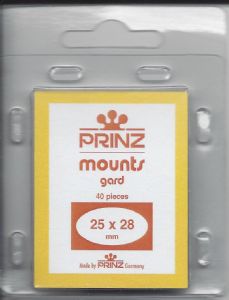 PRINZ
mounts
gard
40 pieces
25 x 28
mm
Made by PRINZ Germany